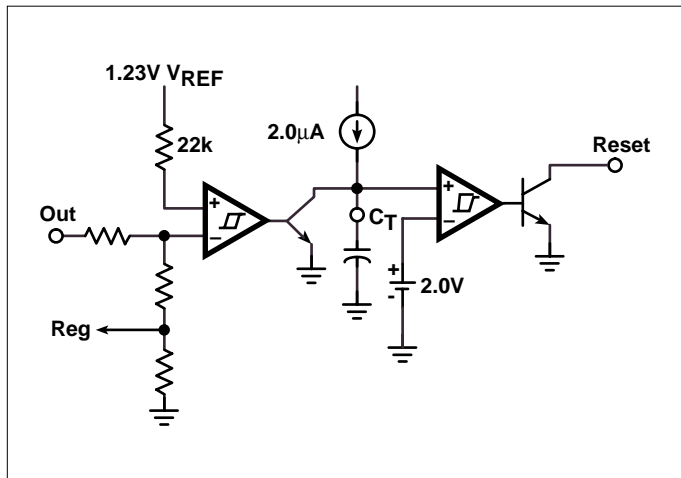 1.23V VREF
22k
2.0µA
Reset
+
−
Out
CT
+
−
+
-
2.0V
Reg